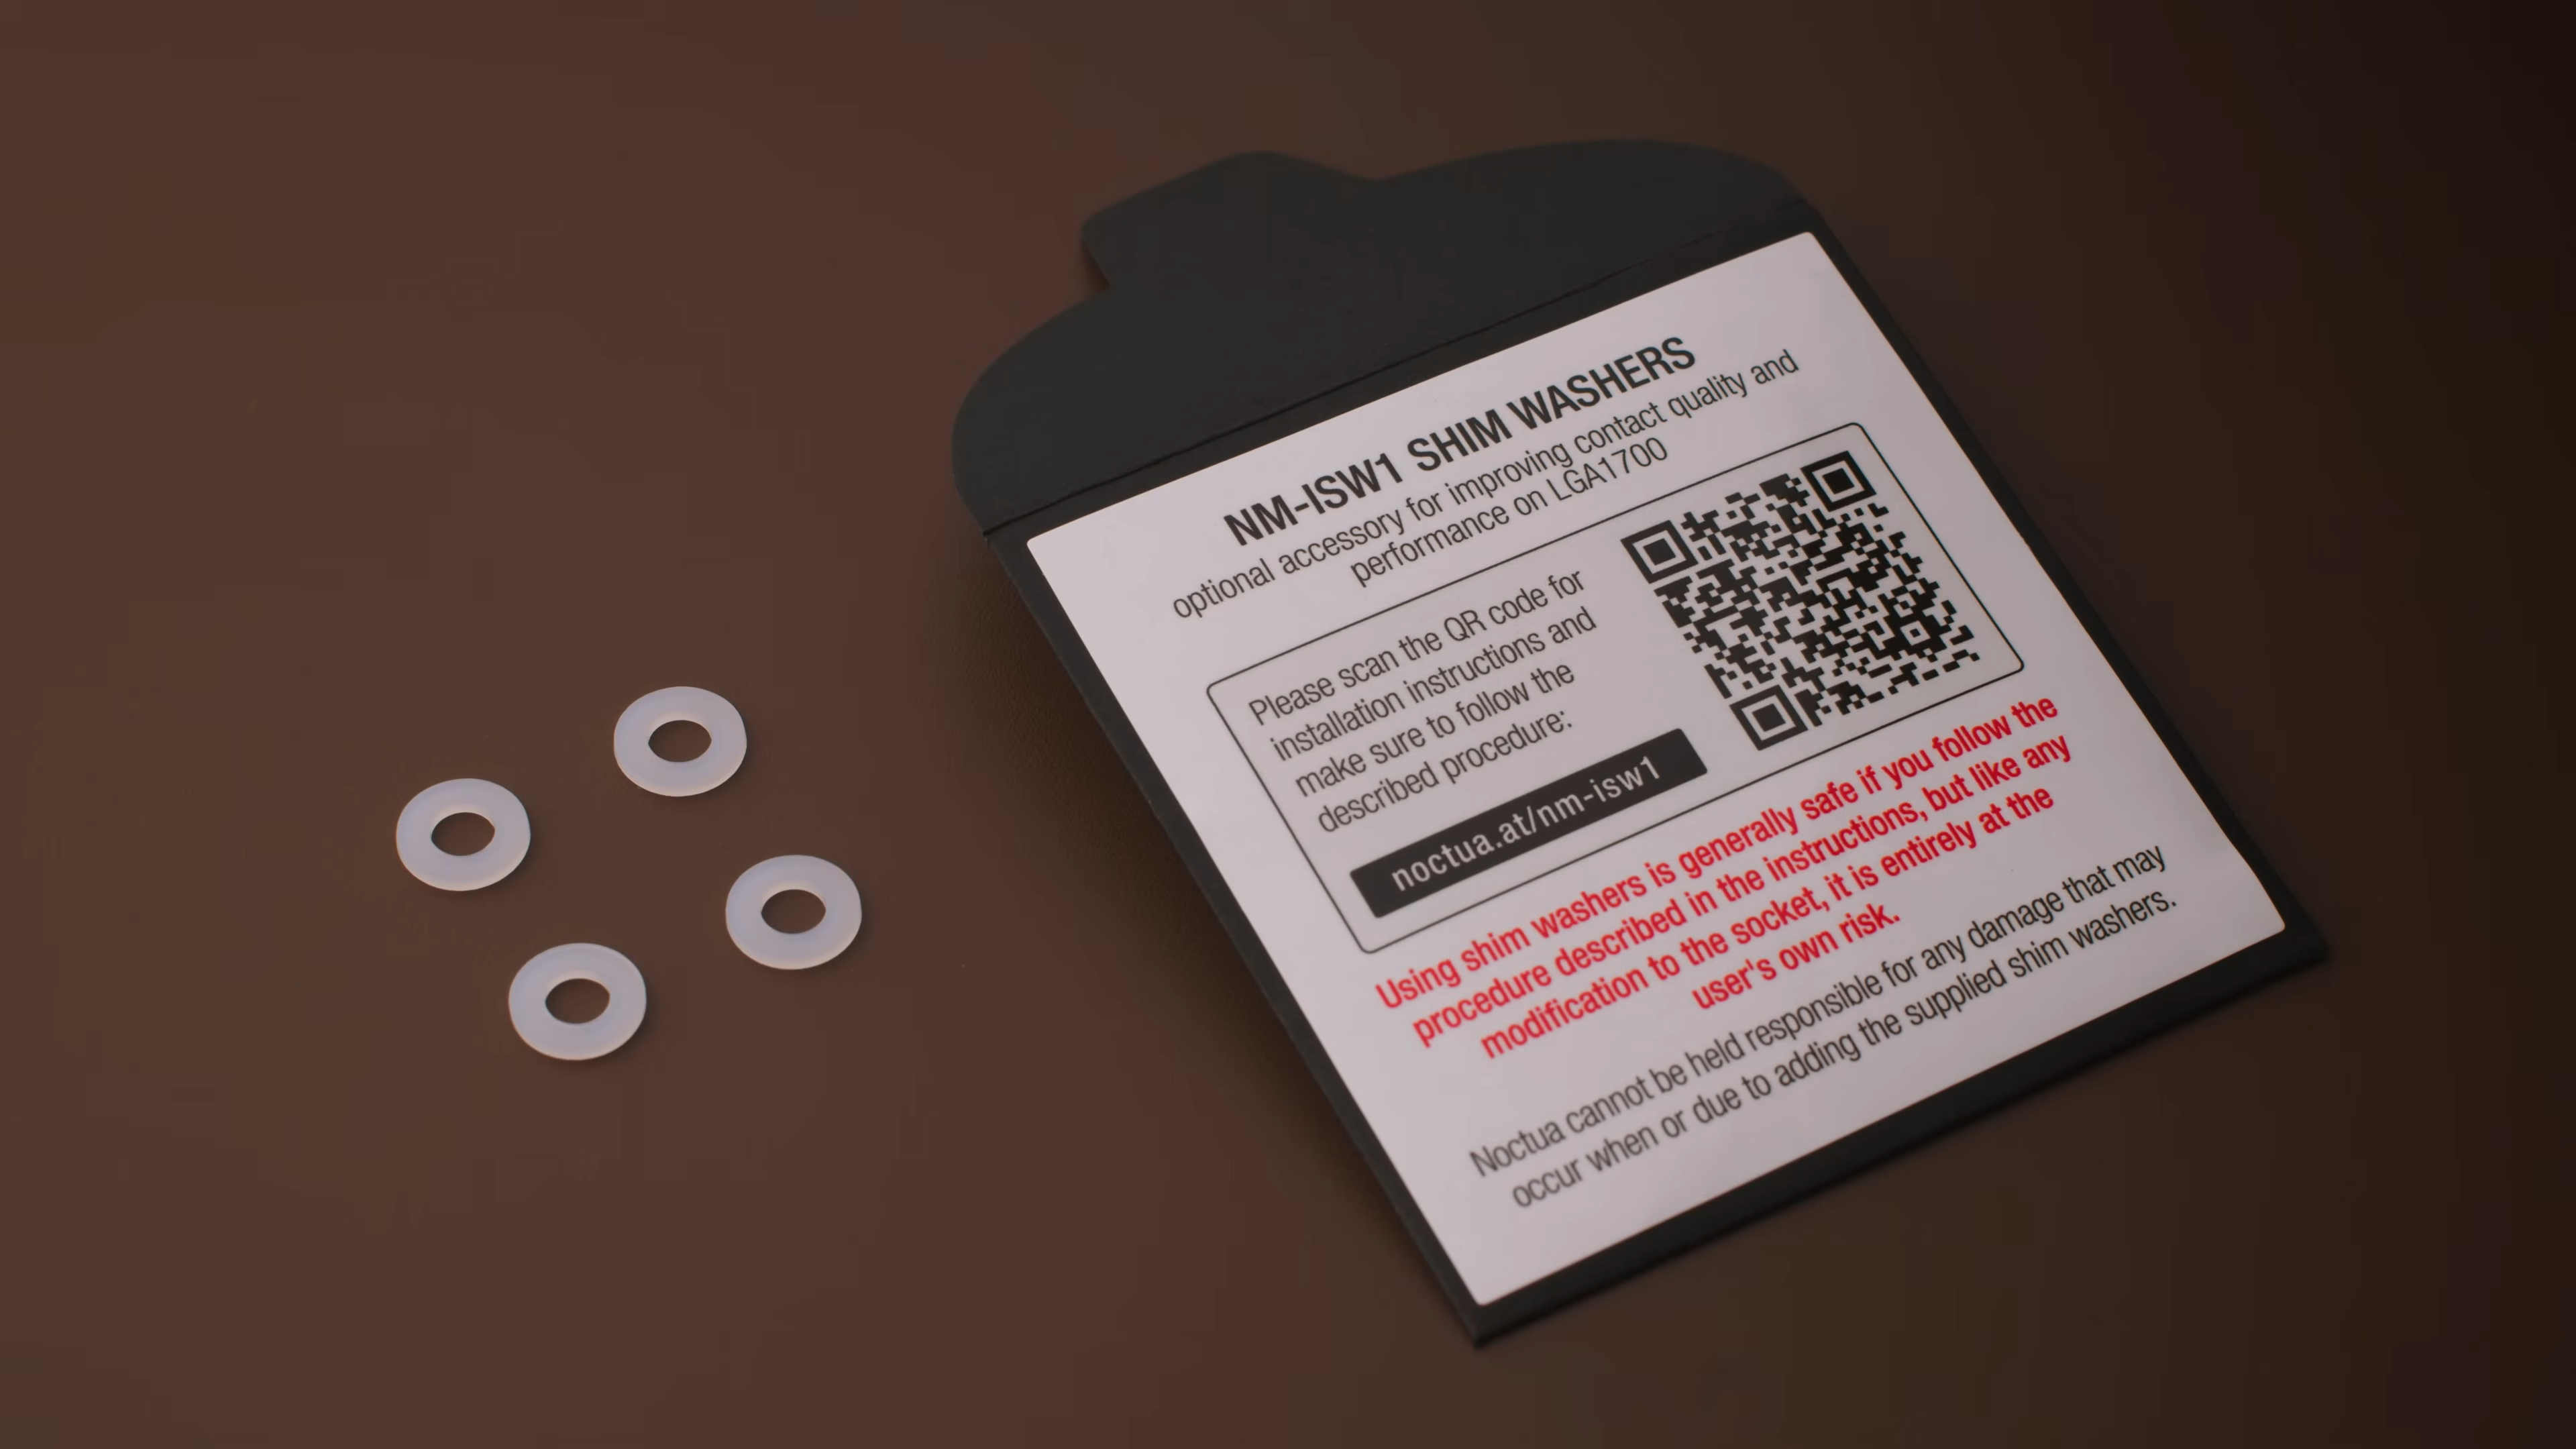 NM-ISW1 SHIM WASHERS
optional accessory for improving contact quality and
performance on LGA1700
Please scan the QR code for
installation instructions and
make sure to follow the
described procedure:
noctua.at/nm-isw1
Using shim washers is generally safe if you follow the
procedure described in the instructions, but like any
modification to the socket, it is entirely at the
user's own risk.
Noctua cannot be held responsible for any damage that may
occur when or due to adding the supplied shim washers.